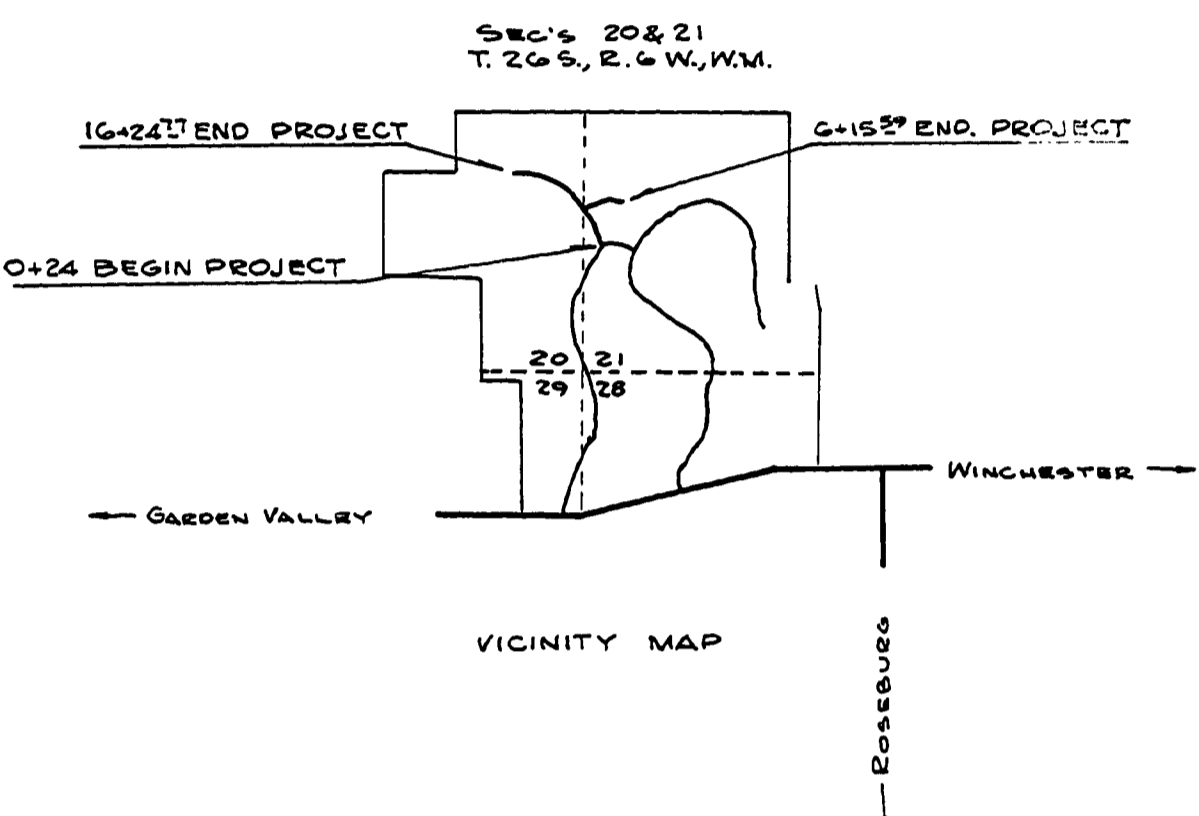 SEC'S 20 & 21
T. 26 S., R. 6 W., W.M.
16+24.77 END PROJECT
6+15.59 END. PROJECT
0+24 BEGIN PROJECT
20 21
29 28
WINCHESTER
GARDEN VALLEY
VICINITY MAP
ROSEBURG